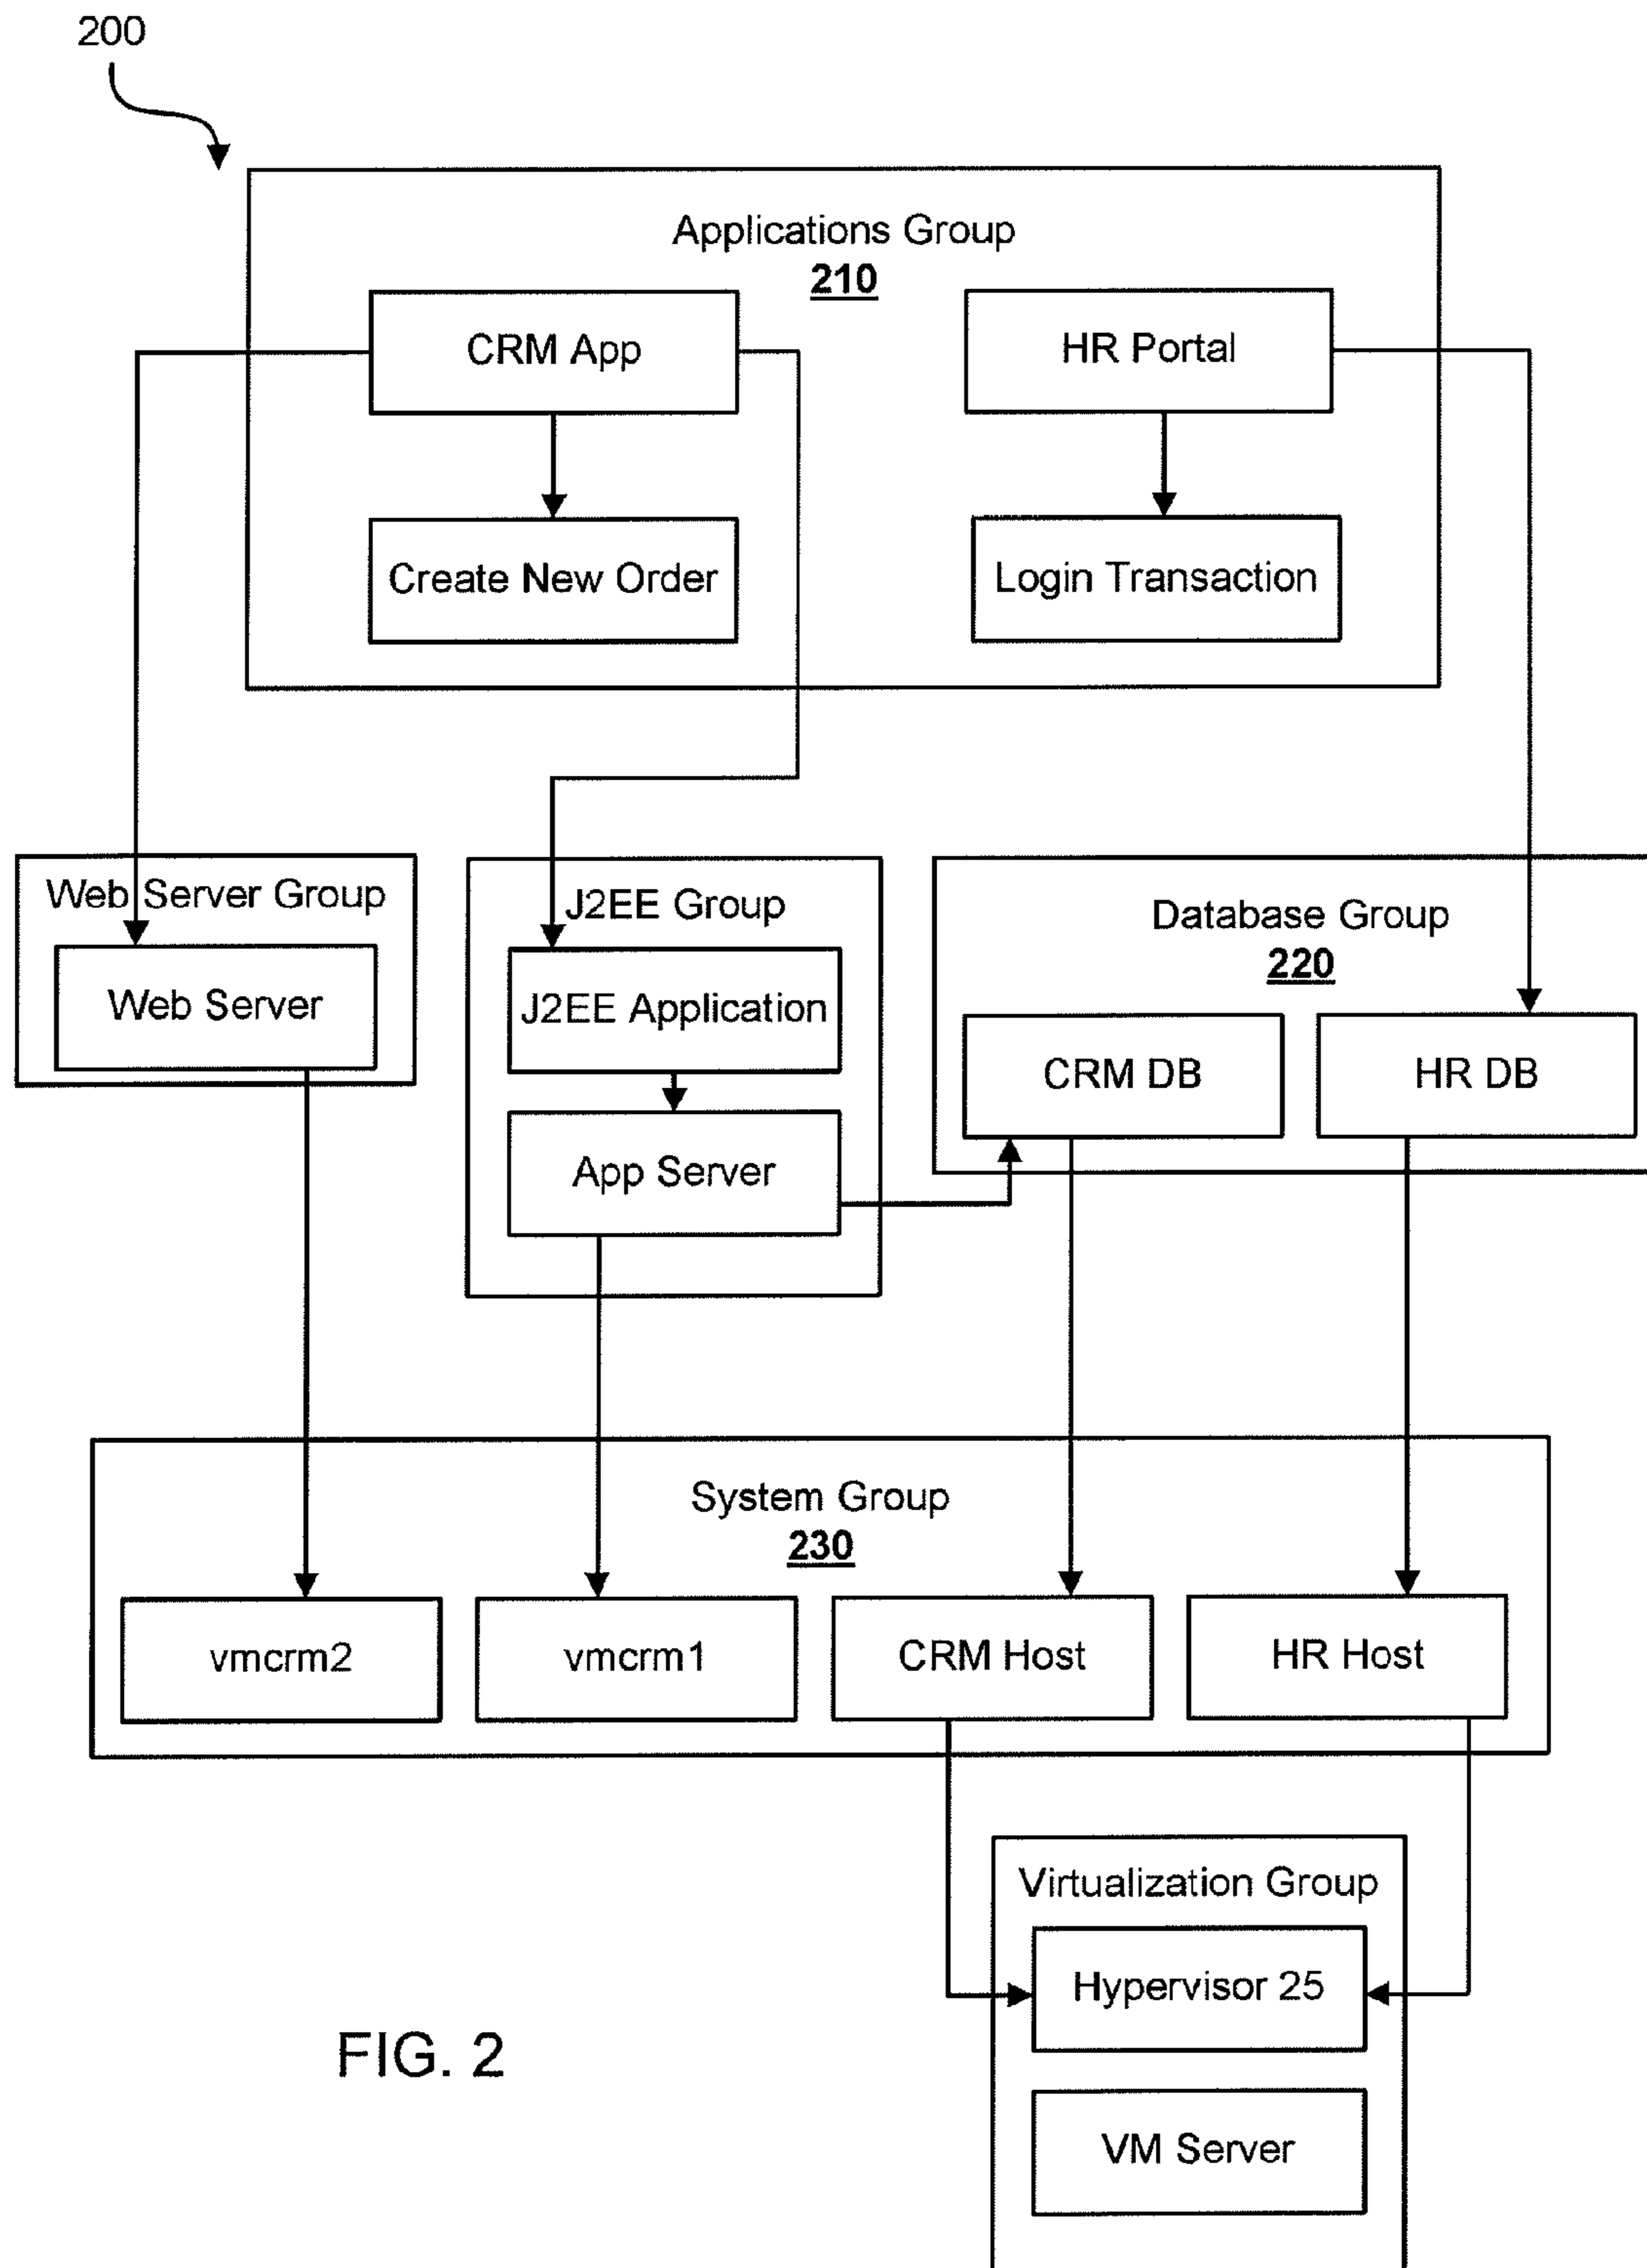 200
Applications Group
210
CRM App
HR Portal
Create New Order
Login Transaction
Web Server Group
Web Server
J2EE Group
J2EE Application
App Server
Database Group
220
CRM DB
HR DB
System Group
230
vmcrm2
vmcrm1
CRM Host
HR Host
Virtualization Group
Hypervisor 25
VM Server
FIG. 2